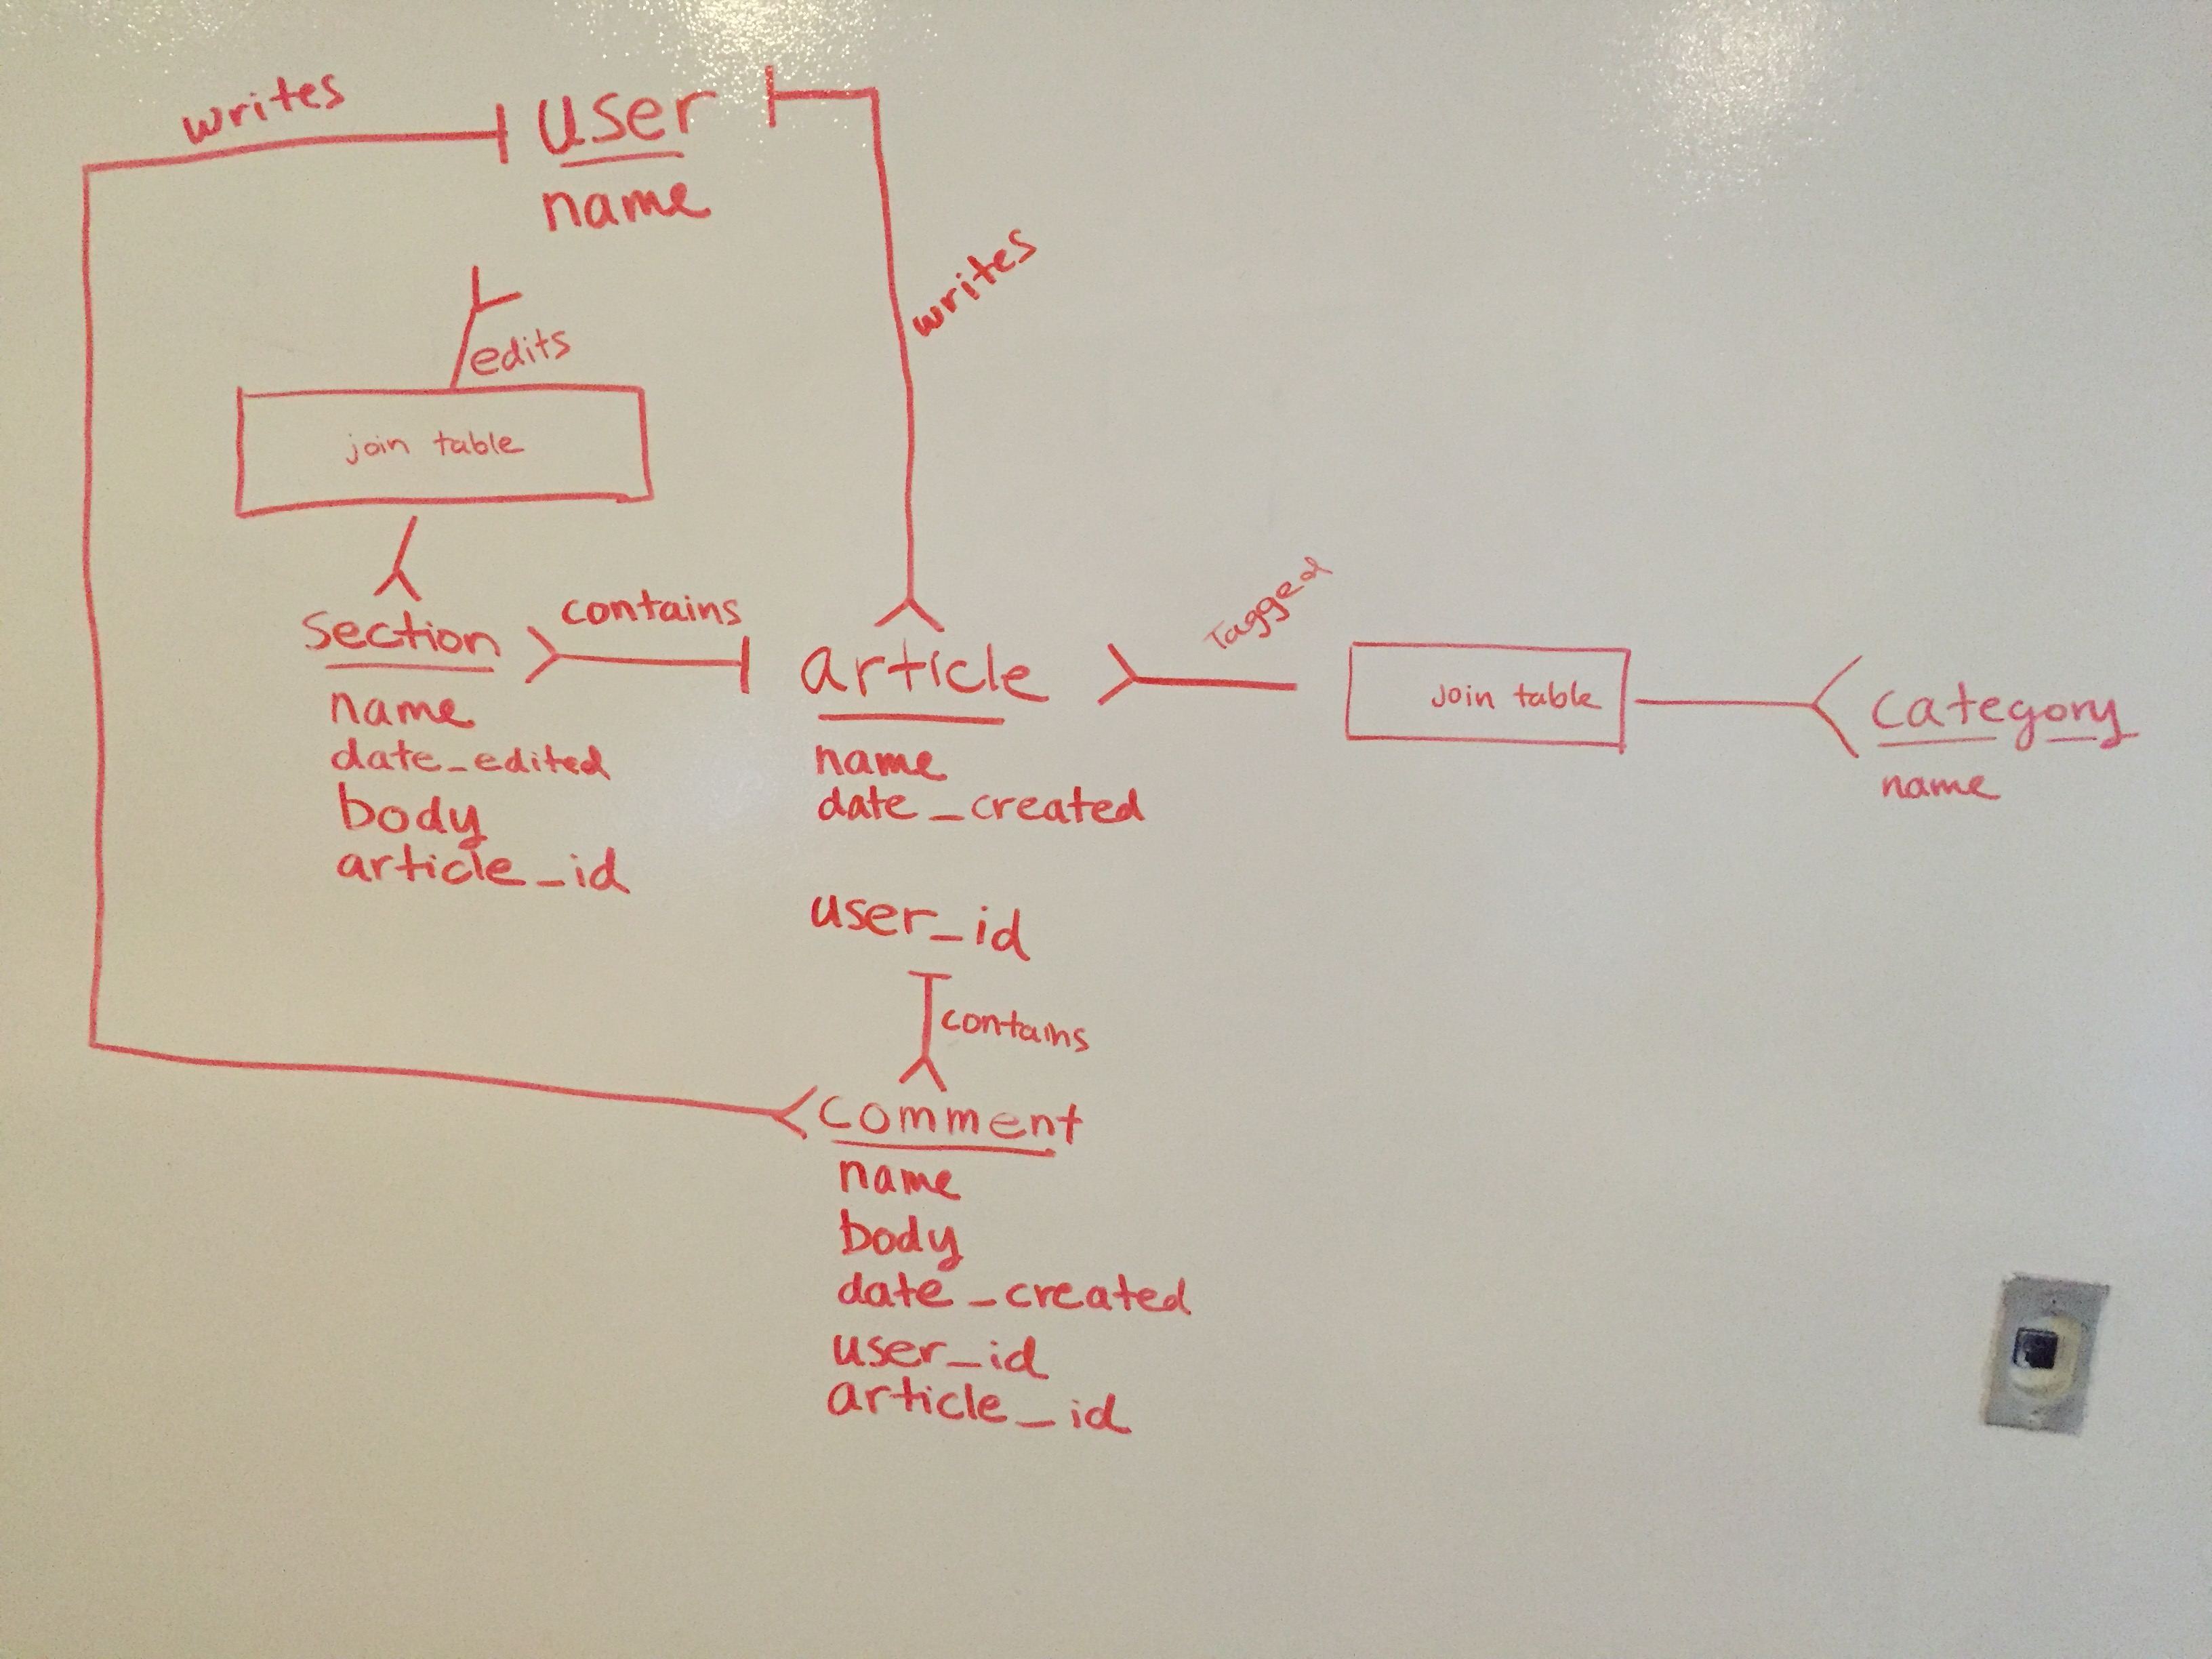 writes
user
name
writes
edits
join table
section
name
date_edited
body
article_id
contains
article
name
date_created
user_id
Tagged
join table
category
name
contains
comment
name
body
date_created
user_id
article_id